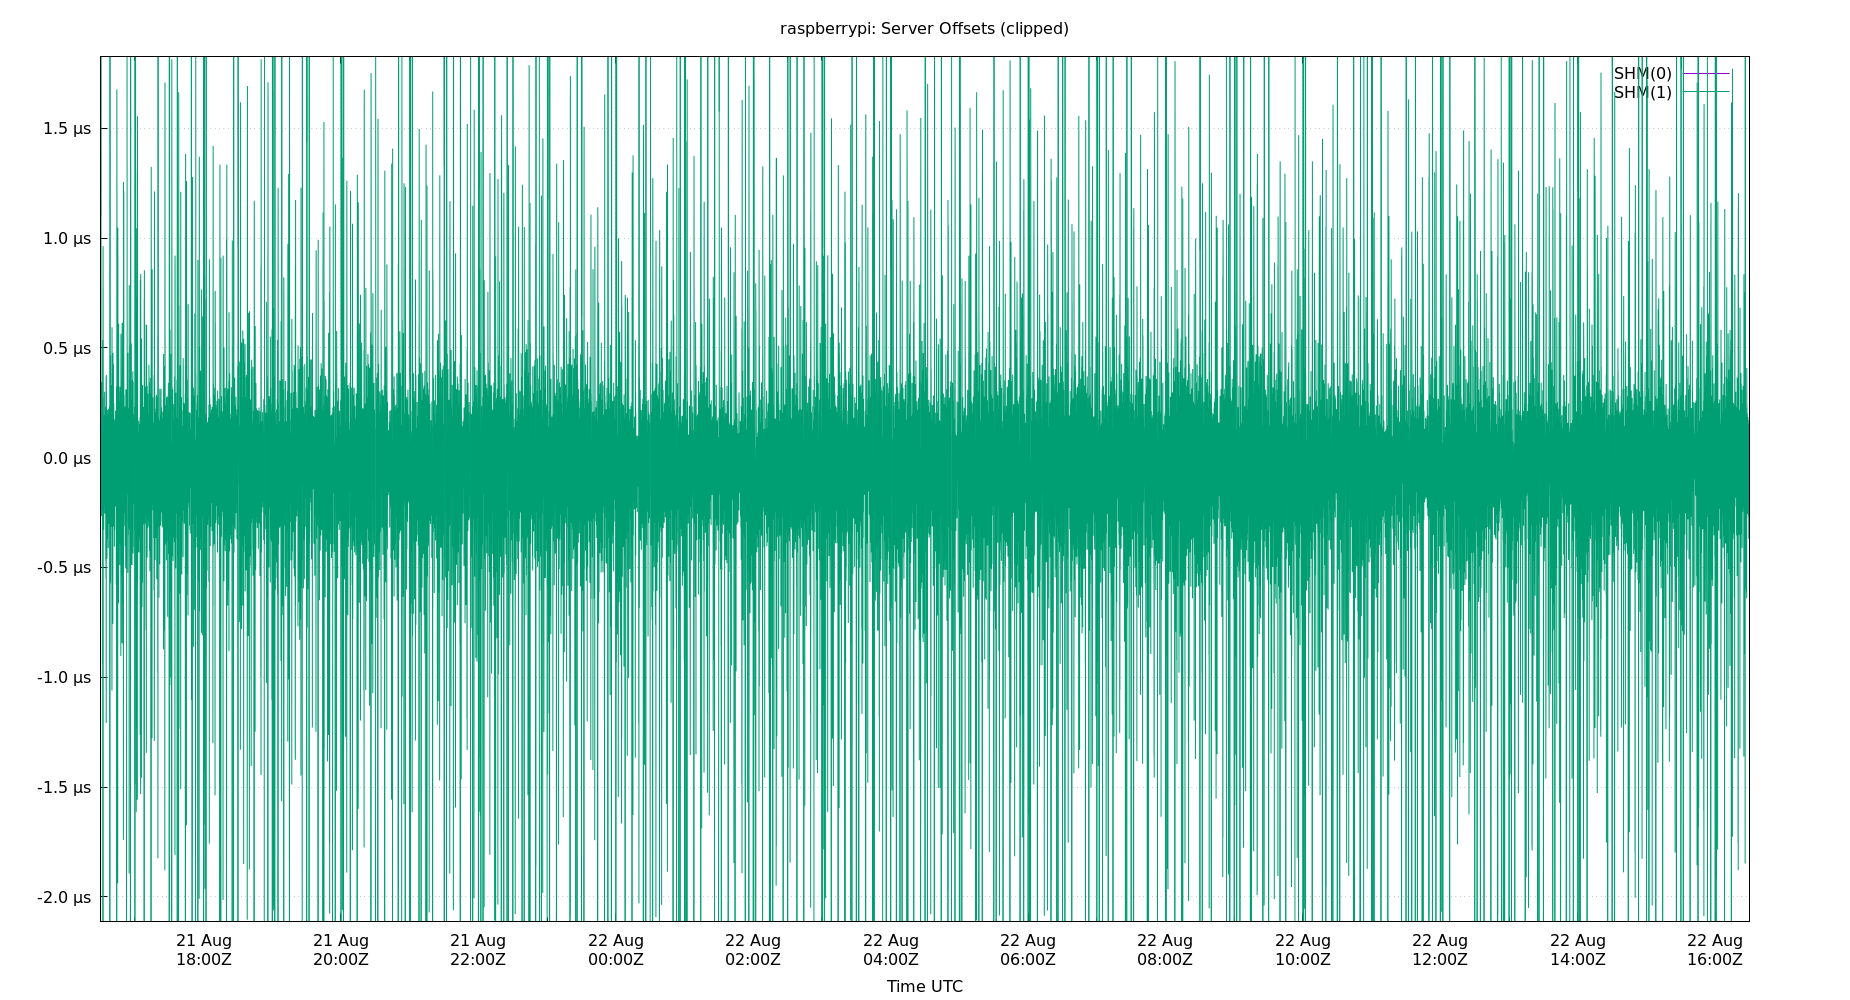 raspberrypi: Server Offsets (clipped)
SHM(0)
SHM(1)
1.5 µs
1.0 µs
0.5 µs
0.0 µs
-0.5 µs
-1.0 µs
-1.5 µs
-2.0 µs
21 Aug 21 Aug 21 Aug 22 Aug 22 Aug 22 Aug 22 Aug 22 Aug 22 Aug 22 Aug 22 Aug 22 Aug
18:00Z 20:00Z 22:00Z 00:00Z 02:00Z 04:00Z 06:00Z 08:00Z 10:00Z 12:00Z 14:00Z 16:00Z
Time UTC